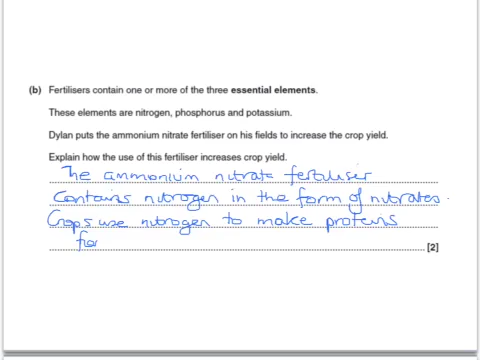 (b) Fertilisers contain one or more of the three essential elements.
These elements are nitrogen, phosphorus and potassium.
Dylan puts the ammonium nitrate fertiliser on his fields to increase the crop yield.
Explain how the use of this fertiliser increases crop yield.
The ammonium nitrate fertiliser
contains nitrogen in the form of nitrates.
Crops use nitrogen to make proteins
for
[2]